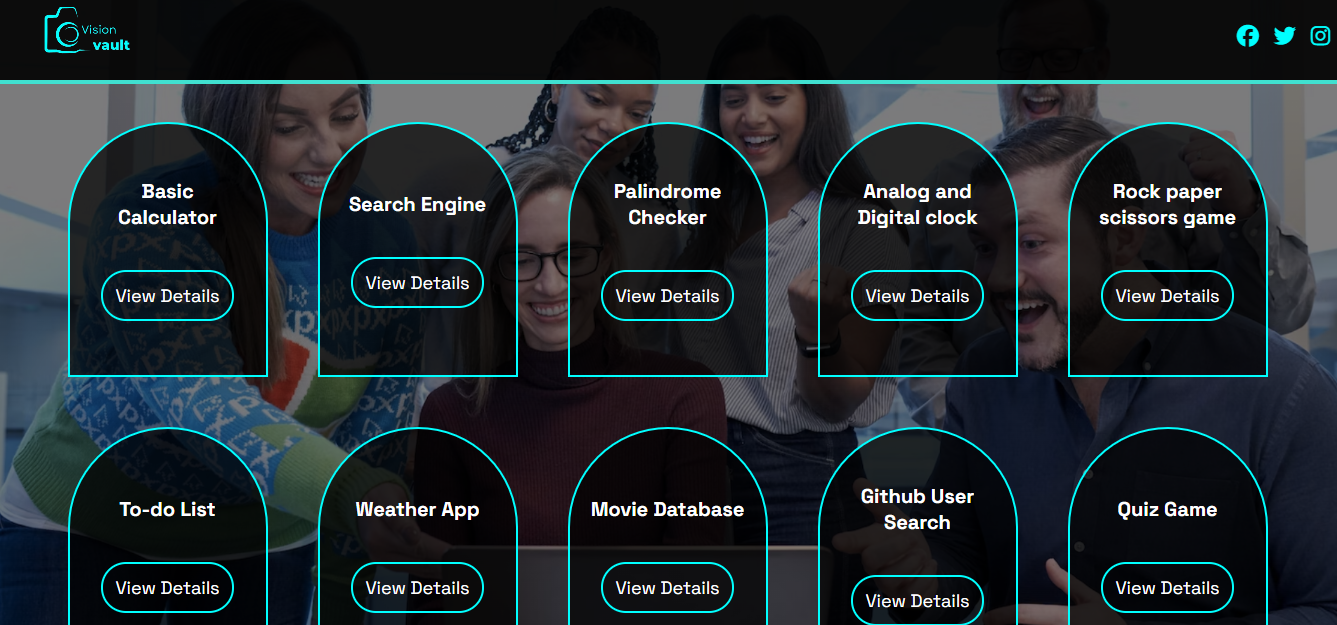 Vision
vault
Basic
Calculator
View Details
Search Engine
View Details
Palindrome
Checker
View Details
Analog and
Digital clock
View Details
Rock paper
scissors game
View Details
To-do List
View Details
Weather App
View Details
Movie Database
View Details
Github User
Search
View Details
Quiz Game
View Details